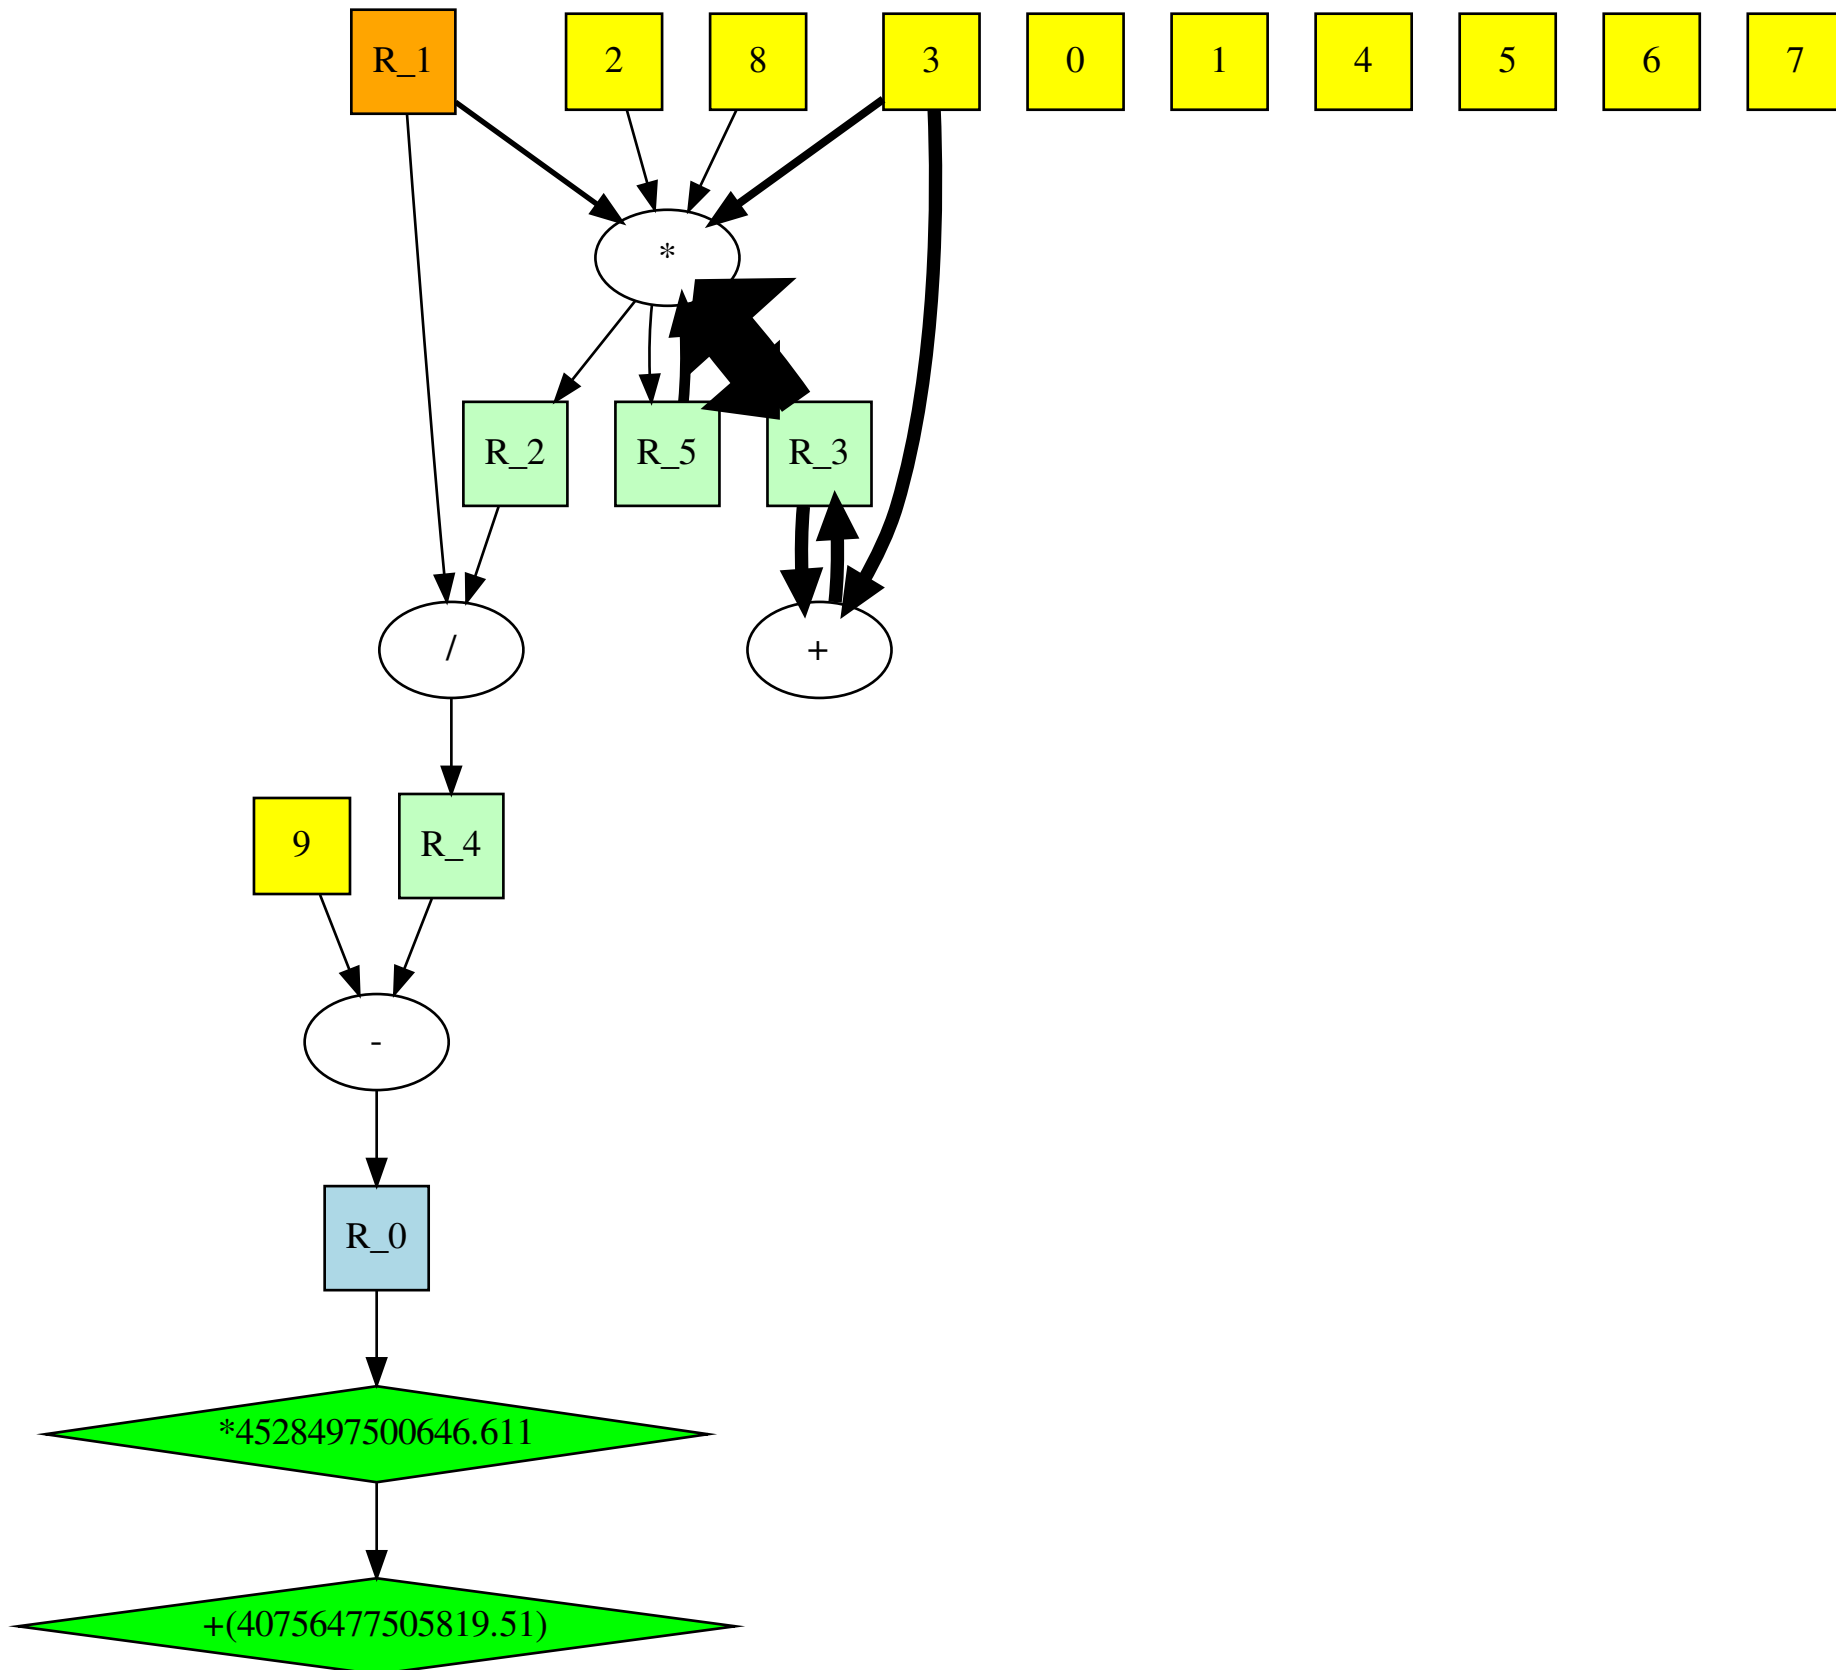 R_1 2 8 3 0 1 4 5 6 7
*
R_2 R_5 R_3
/ +
9 R_4
-
R_0
*4528497500646.611
+(40756477505819.51)